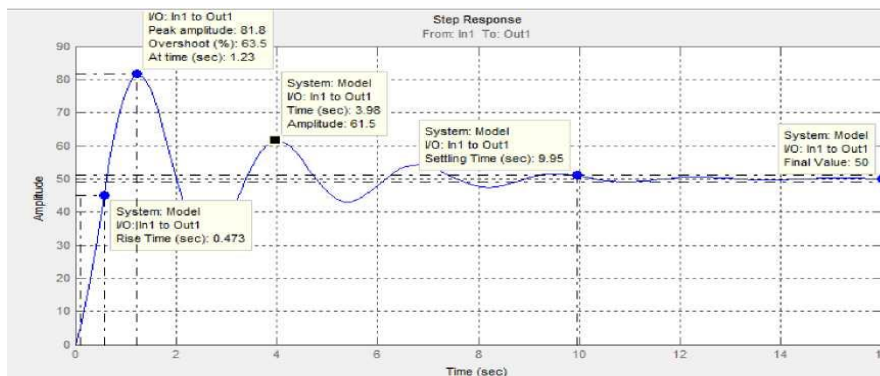 Step Response
From: In1 To: Out1
I/O: In1 to Out1
Peak amplitude: 81.8
Overshoot (%): 63.5
At time (sec): 1.23
System: Model
I/O: In1 to Out1
Time (sec): 3.98
Amplitude: 61.5
System: Model
I/O: In1 to Out1
Settling Time (sec): 9.95
System: Model
I/O: In1 to Out1
Final Value: 50
System: Model
I/O: In1 to Out1
Rise Time (sec): 0.473
Amplitude
90
80
70
60
50
40
30
20
10
0
0 2 4 6 8 10 12 14
Time (sec)